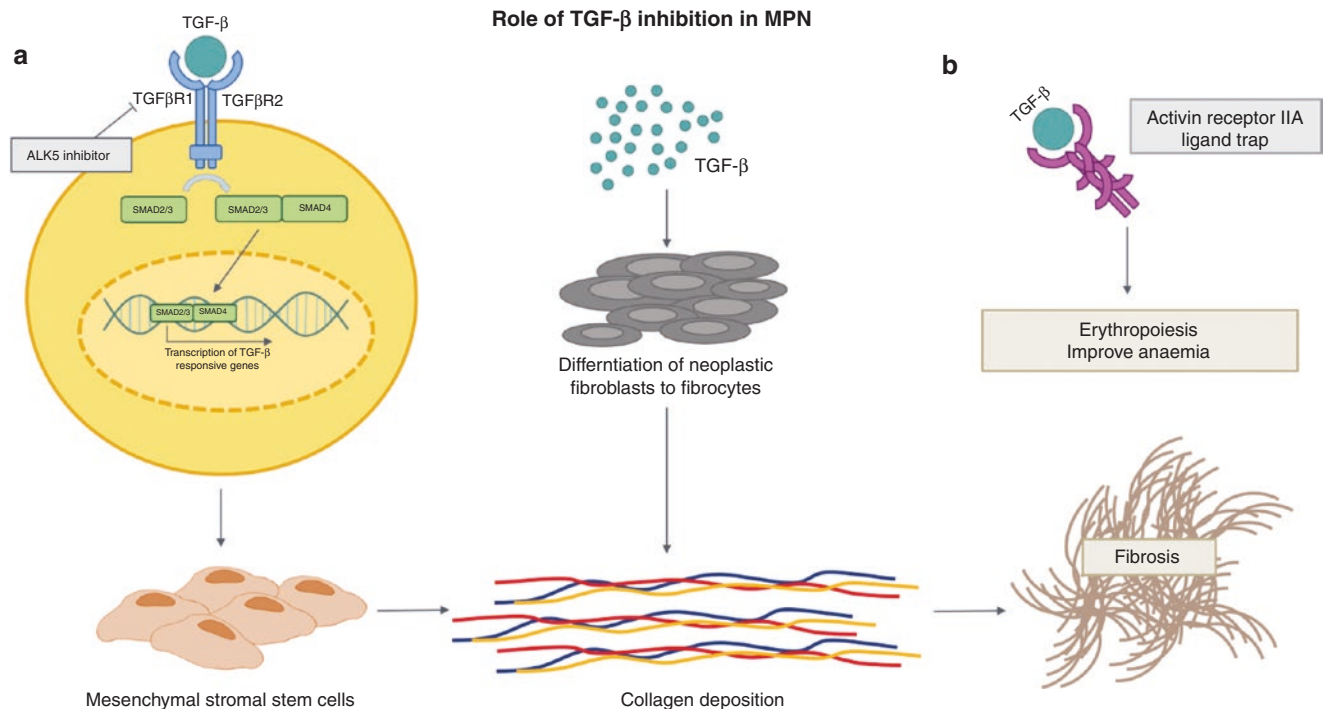 Role of TGF-β inhibition in MPN
a
TGF-β
TGFβR1
TGFβR2
ALK5 inhibitor
SMAD2/3
SMAD2/3
SMAD4
SMAD2/3
SMAD4
Transcription of TGF-β
responsive genes
Mesenchymal stromal stem cells
TGF-β
Differntiation of neoplastic
fibroblasts to fibrocytes
Collagen deposition
b
TGF-β
Activin receptor IIA
ligand trap
Erythropoiesis
Improve anaemia
Fibrosis